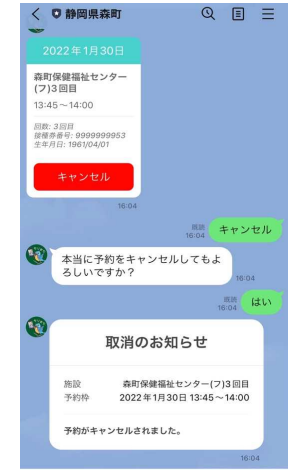 静岡県森町
2022年1月30日
森町保健福祉センター
(フ)3回目
13:45～14:00
回数: 3回目
接種券番号: 9999999953
生年月日: 1961/04/01
キャンセル
16:04
既読
16:04
キャンセル
本当に予約をキャンセルしてもよ
ろしいですか?
16:04
既読
16:04
はい
取消のお知らせ
施設 森町保健福祉センター(フ)3回目
予約枠 2022年1月30日 13:45～14:00
予約がキャンセルされました。
16:04